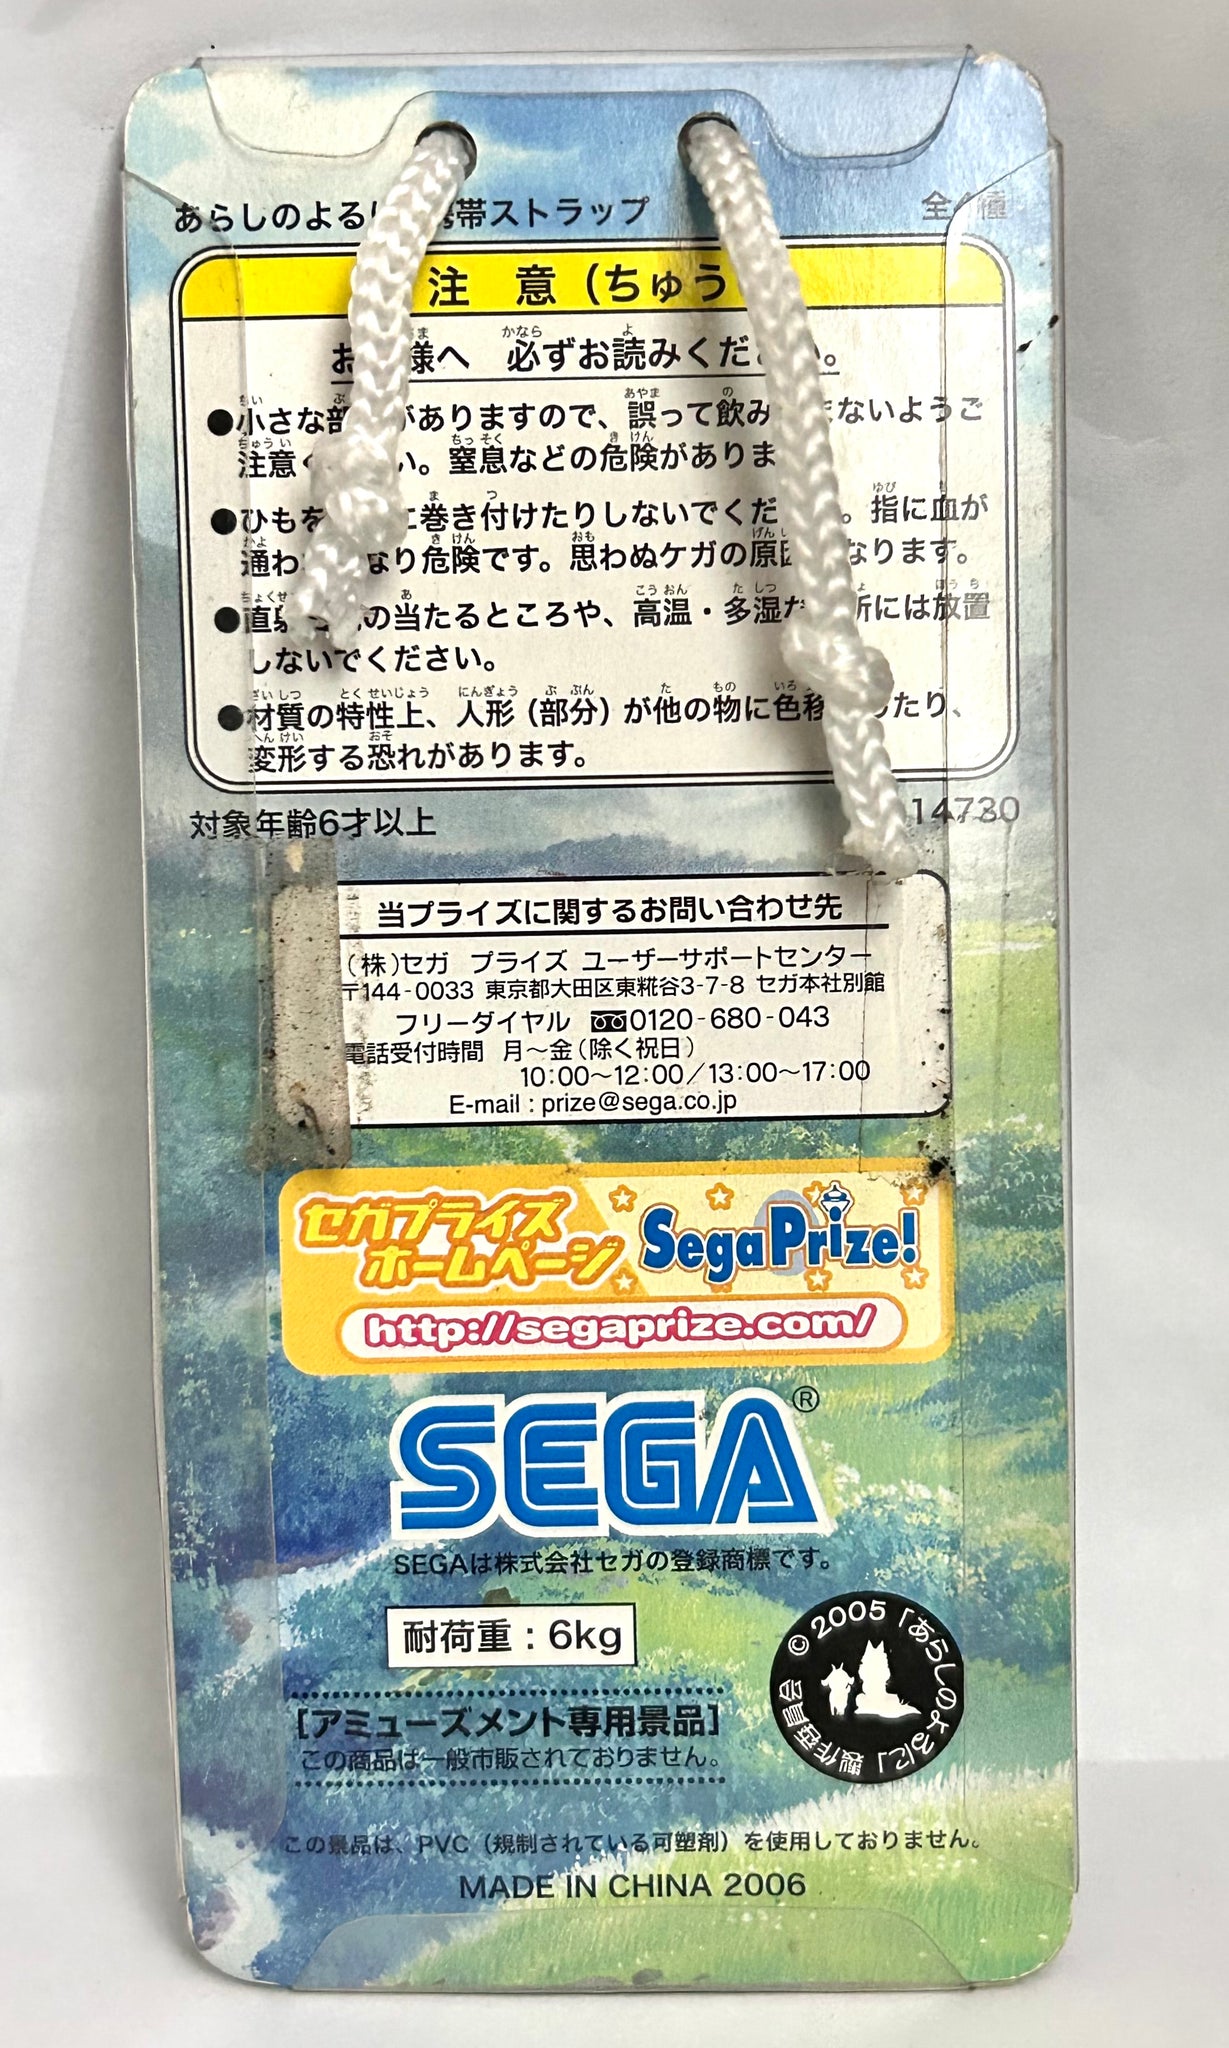 あらしのよる 携帯ストラップ
全 種
注 意 (ちゅう
お 様へ 必ずお読みくだ い。
●小さな部 がありますので、誤って飲み まないようご
注意く い。窒息などの危険がありま
●ひもを に巻き付けたりしないでくだ 。指に血が
通わ なり危険です。思わぬケガの原因 なります。
●直射 の当たるところや、高温・多湿な 所には放置
しないでください。
●材質の特性上、人形(部分)が他の物に色移 ったり、
変形する恐れがあります。
対象年齢6才以上
14730
当プライズに関するお問い合わせ先
(株)セガ プライズ ユーザーサポートセンター
〒144-0033 東京都大田区東糀谷3-7-8 セガ本社別館
フリーダイヤル 0120-680-043
電話受付時間 月〜金(除く祝日)
10:00〜12:00/13:00〜17:00
E-mail : prize@sega.co.jp
セガプライズ
ホームページ
SegaPrize!
http://segaprize.com/
SEGA®
SEGAは株式会社セガの登録商標です。
耐荷重:6kg
© 2005「あらしのよるに」製作委員会
[アミューズメント専用景品]
この商品は一般市販されておりません。
この景品は、PVC(規制されている可塑剤)を使用しておりません。
MADE IN CHINA 2006